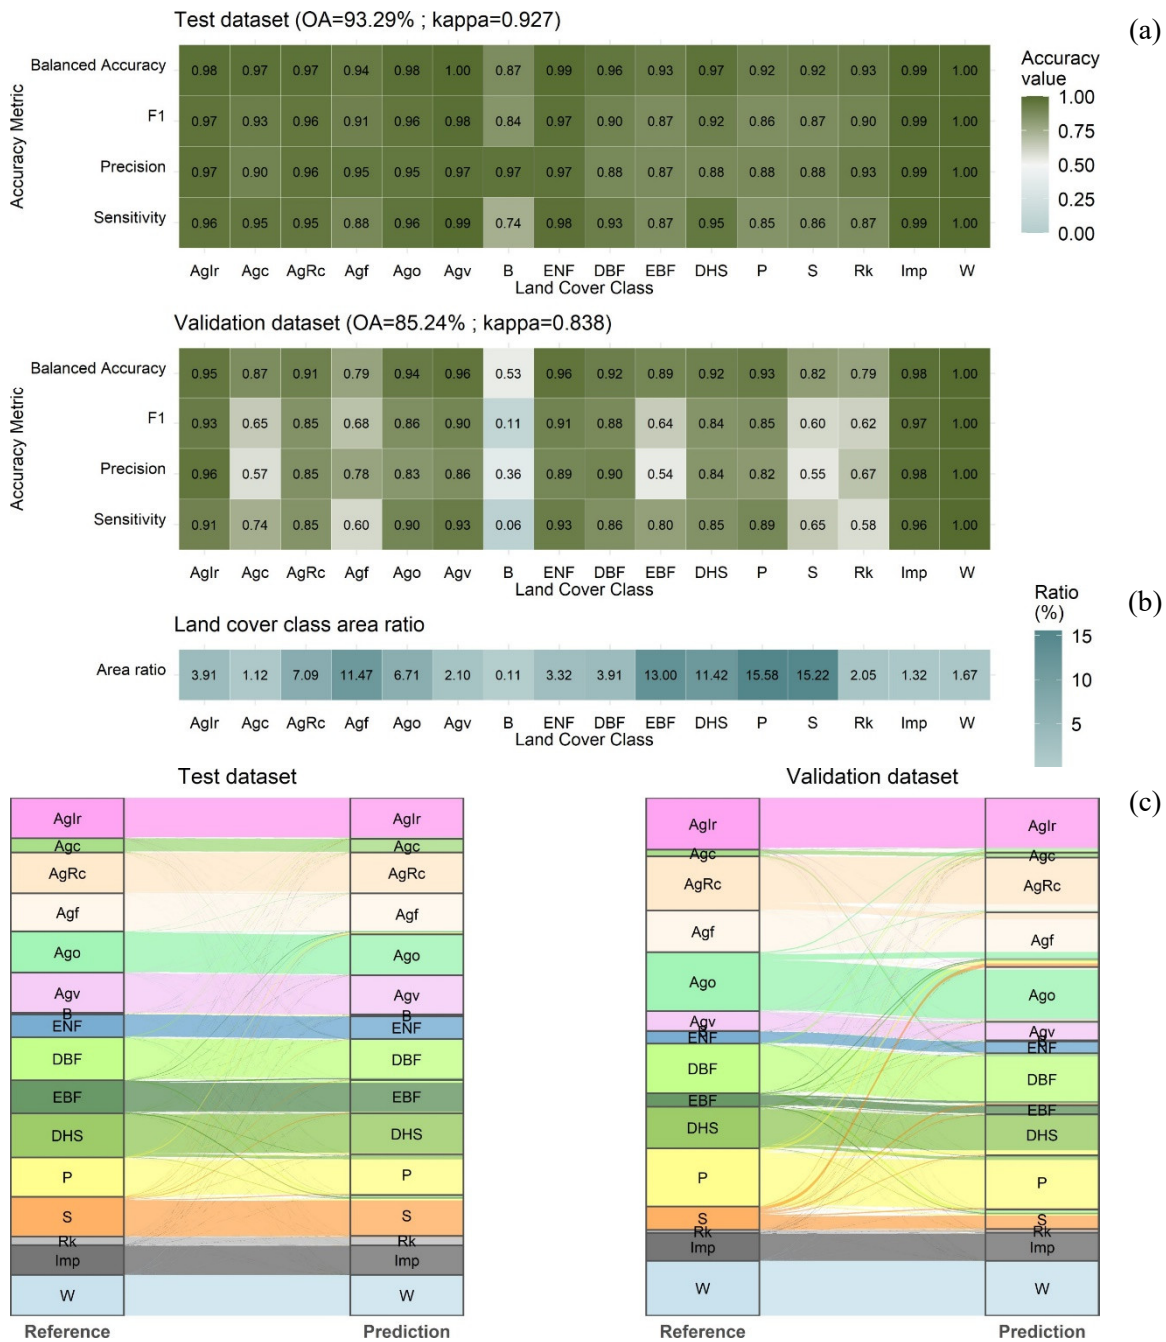 Test dataset (OA=93.29% ; kappa=0.927)
(a)
Accuracy Metric
Balanced Accuracy 0.98 0.97 0.97 0.94 0.98 1.00 0.87 0.99 0.96 0.93 0.97 0.92 0.92 0.93 0.99 1.00
F1 0.97 0.93 0.96 0.91 0.96 0.98 0.84 0.97 0.90 0.87 0.92 0.86 0.87 0.90 0.99 1.00
Precision 0.97 0.90 0.96 0.95 0.95 0.97 0.97 0.97 0.88 0.87 0.88 0.88 0.88 0.93 0.99 1.00
Sensitivity 0.96 0.95 0.95 0.88 0.96 0.99 0.74 0.98 0.93 0.87 0.95 0.85 0.86 0.87 0.99 1.00
AgIr Agc AgRc Agf Ago Agv B ENF DBF EBF DHS P S Rk Imp W
Land Cover Class
Accuracy
value
1.00
0.75
0.50
0.25
0.00
Validation dataset (OA=85.24% ; kappa=0.838)
Accuracy Metric
Balanced Accuracy 0.95 0.87 0.91 0.79 0.94 0.96 0.53 0.96 0.92 0.89 0.92 0.93 0.82 0.79 0.98 1.00
F1 0.93 0.65 0.85 0.68 0.86 0.90 0.11 0.91 0.88 0.64 0.84 0.85 0.60 0.62 0.97 1.00
Precision 0.96 0.57 0.85 0.78 0.83 0.86 0.36 0.89 0.90 0.54 0.84 0.82 0.55 0.67 0.98 1.00
Sensitivity 0.91 0.74 0.85 0.60 0.90 0.93 0.06 0.93 0.86 0.80 0.85 0.89 0.65 0.58 0.96 1.00
AgIr Agc AgRc Agf Ago Agv B ENF DBF EBF DHS P S Rk Imp W
Land Cover Class
(b)
Land cover class area ratio
Area ratio 3.91 1.12 7.09 11.47 6.71 2.10 0.11 3.32 3.91 13.00 11.42 15.58 15.22 2.05 1.32 1.67
AgIr Agc AgRc Agf Ago Agv B ENF DBF EBF DHS P S Rk Imp W
Land Cover Class
Ratio
(%)
15
10
5
(c)
Test dataset
AgIr AgIr
Agc Agc
AgRc AgRc
Agf Agf
Ago Ago
Agv Agv
B B
ENF ENF
DBF DBF
EBF EBF
DHS DHS
P P
S S
Rk Rk
Imp Imp
W W
Reference Prediction
Validation dataset
AgIr AgIr
Agc Agc
AgRc AgRc
Agf Agf
Ago Ago
Agv Agv
B B
ENF ENF
DBF DBF
EBF EBF
DHS DHS
P P
S S
Rk Rk
Imp Imp
W W
Reference Prediction